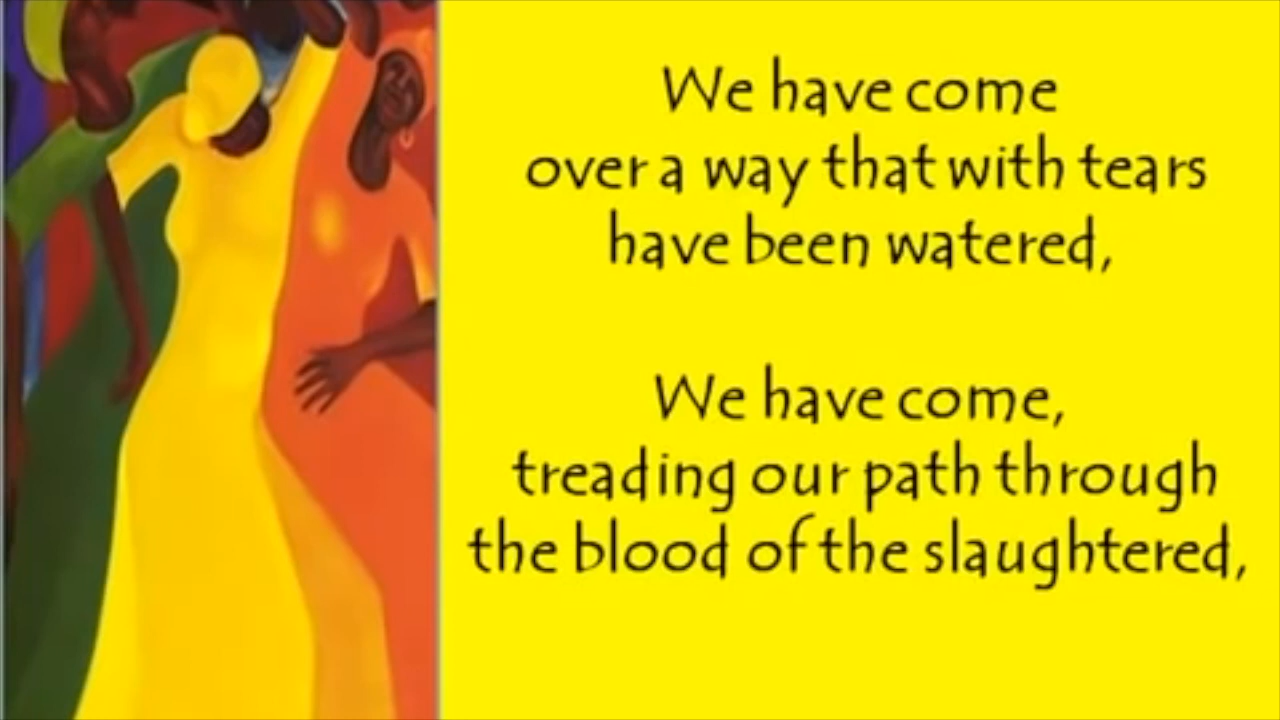 We have come
over a way that with tears
have been watered,
We have come,
treading our path through
the blood of the slaughtered,